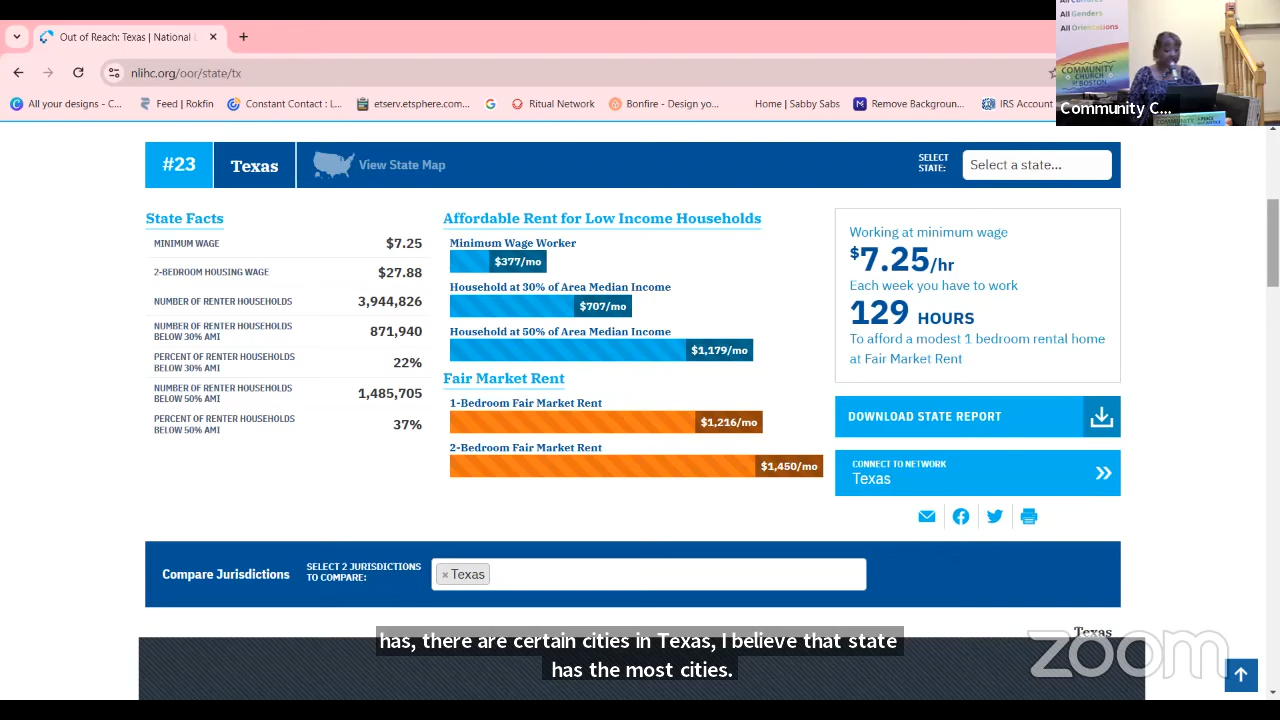 Out of Reach: Texas | National L
nlihc.org/oor/state/tx
All your designs - C...
Feed | Rokfin
Constant Contact : L...
etserv.etsphere.com...
Ritual Network
Bonfire - Design yo...
Home | Sabby Sabs
Remove Backgroun...
IRS Account
All Genders
All Orientations
COMMUNITY
CHURCH
BOSTON
Community C...
#23
Texas
View State Map
SELECT
STATE:
Select a state...
State Facts
MINIMUM WAGE
$7.25
2-BEDROOM HOUSING WAGE
$27.88
NUMBER OF RENTER HOUSEHOLDS
3,944,826
NUMBER OF RENTER HOUSEHOLDS
BELOW 30% AMI
871,940
PERCENT OF RENTER HOUSEHOLDS
BELOW 30% AMI
22%
NUMBER OF RENTER HOUSEHOLDS
BELOW 50% AMI
1,485,705
PERCENT OF RENTER HOUSEHOLDS
BELOW 50% AMI
37%
Affordable Rent for Low Income Households
Minimum Wage Worker
$377/mo
Household at 30% of Area Median Income
$707/mo
Household at 50% of Area Median Income
$1,179/mo
Fair Market Rent
1-Bedroom Fair Market Rent
$1,216/mo
2-Bedroom Fair Market Rent
$1,450/mo
Working at minimum wage
$7.25/hr
Each week you have to work
129 HOURS
To afford a modest 1 bedroom rental home
at Fair Market Rent
DOWNLOAD STATE REPORT
CONNECT TO NETWORK
Texas
Compare Jurisdictions
SELECT 2 JURISDICTIONS
TO COMPARE:
× Texas
Texas
has, there are certain cities in Texas, I believe that state
has the most cities.
zoom